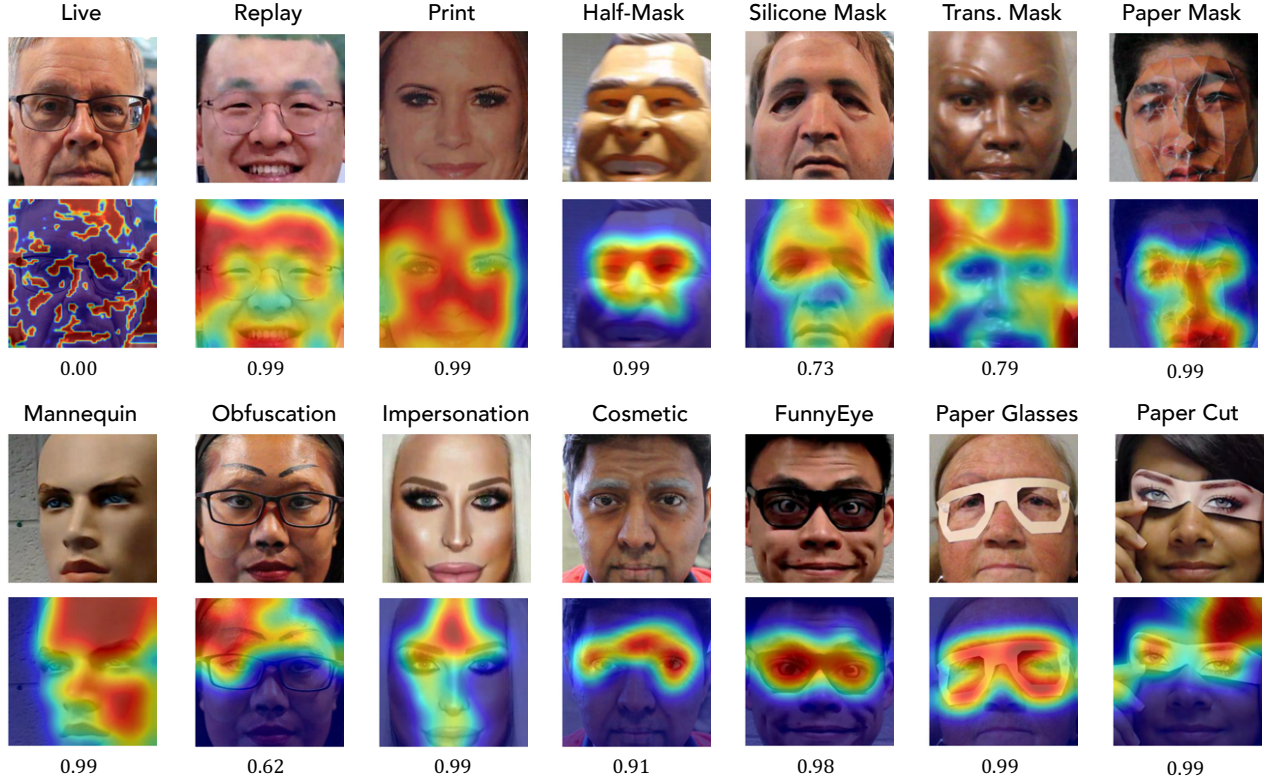 Live Replay Print Half-Mask Silicone Mask Trans. Mask Paper Mask
0.00 0.99 0.99 0.99 0.73 0.79 0.99
Mannequin Obfuscation Impersonation Cosmetic FunnyEye Paper Glasses Paper Cut
0.99 0.62 0.99 0.91 0.98 0.99 0.99